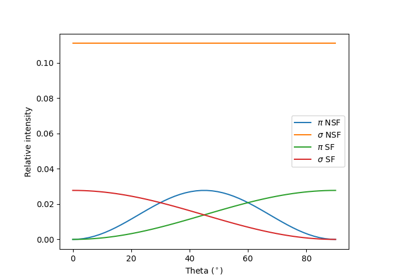 0.10
0.08
0.06
0.04
0.02
0.00
Relative intensity
π NSF
σ NSF
π SF
σ SF
0 20 40 60 80
Theta (°)